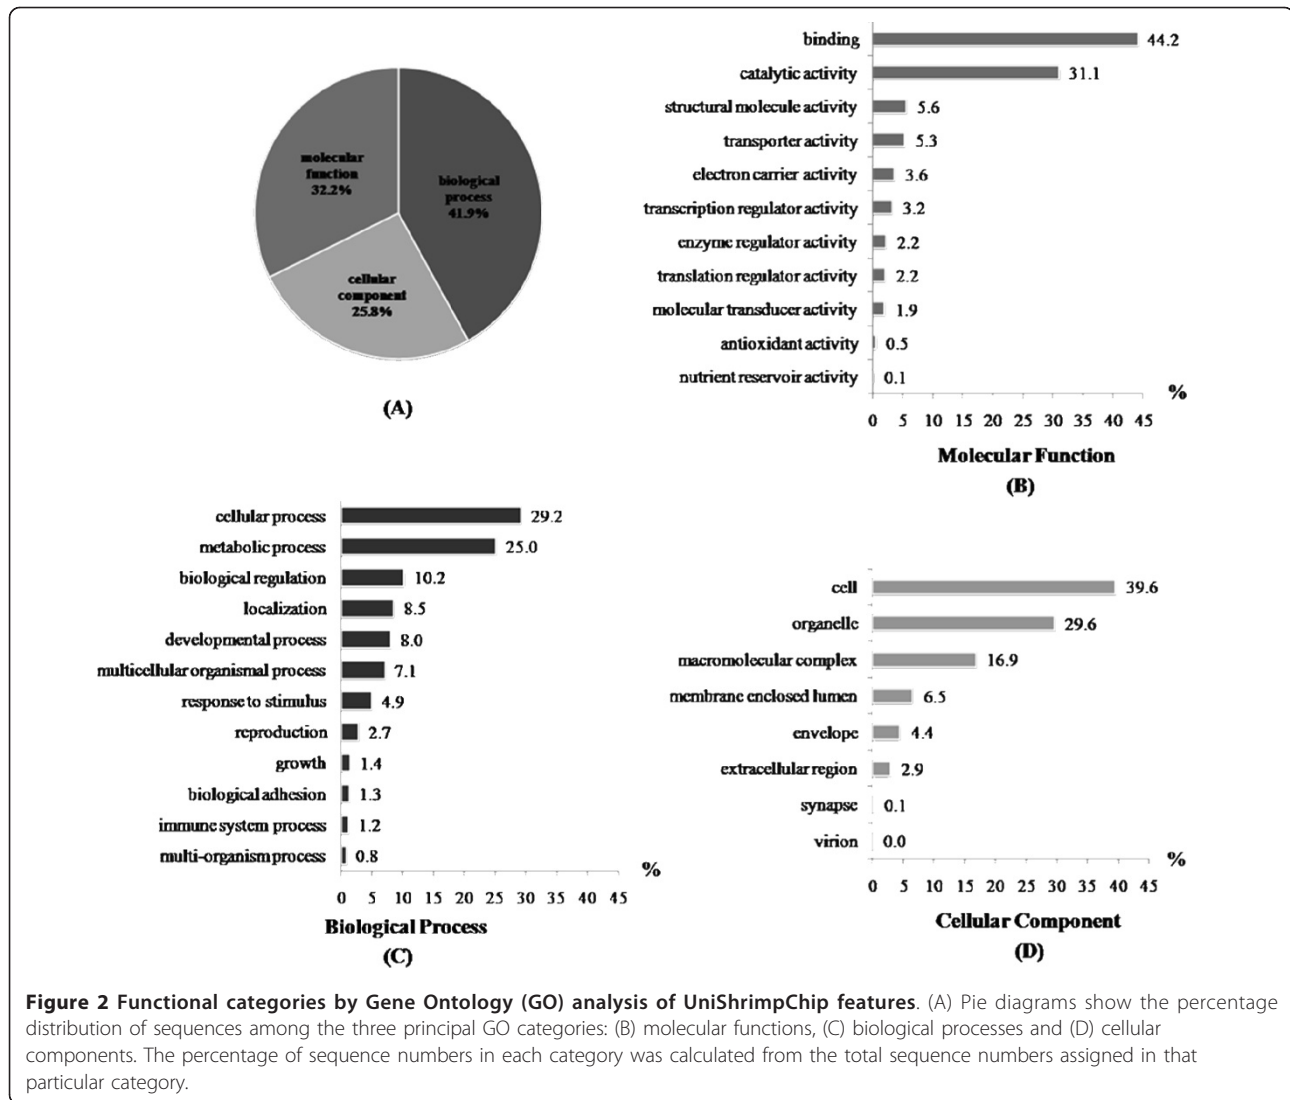 molecular
function
32.2%
biological
process
41.9%
cellular
component
25.8%
(A)
binding 44.2
catalytic activity 31.1
structural molecule activity 5.6
transporter activity 5.3
electron carrier activity 3.6
transcription regulator activity 3.2
enzyme regulator activity 2.2
translation regulator activity 2.2
molecular transducer activity 1.9
antioxidant activity 0.5
nutrient reservoir activity 0.1
%
0 5 10 15 20 25 30 35 40 45
Molecular Function
(B)
cellular process 29.2
metabolic process 25.0
biological regulation 10.2
localization 8.5
developmental process 8.0
multicellular organismal process 7.1
response to stimulus 4.9
reproduction 2.7
growth 1.4
biological adhesion 1.3
immune system process 1.2
multi-organism process 0.8
%
0 5 10 15 20 25 30 35 40 45
Biological Process
(C)
cell 39.6
organelle 29.6
macromolecular complex 16.9
membrane enclosed lumen 6.5
envelope 4.4
extracellular region 2.9
synapse 0.1
virion 0.0
%
0 5 10 15 20 25 30 35 40 45
Cellular Component
(D)
Figure 2 Functional categories by Gene Ontology (GO) analysis of UniShrimpChip features. (A) Pie diagrams show the percentage
distribution of sequences among the three principal GO categories: (B) molecular functions, (C) biological processes and (D) cellular
components. The percentage of sequence numbers in each category was calculated from the total sequence numbers assigned in that
particular category.